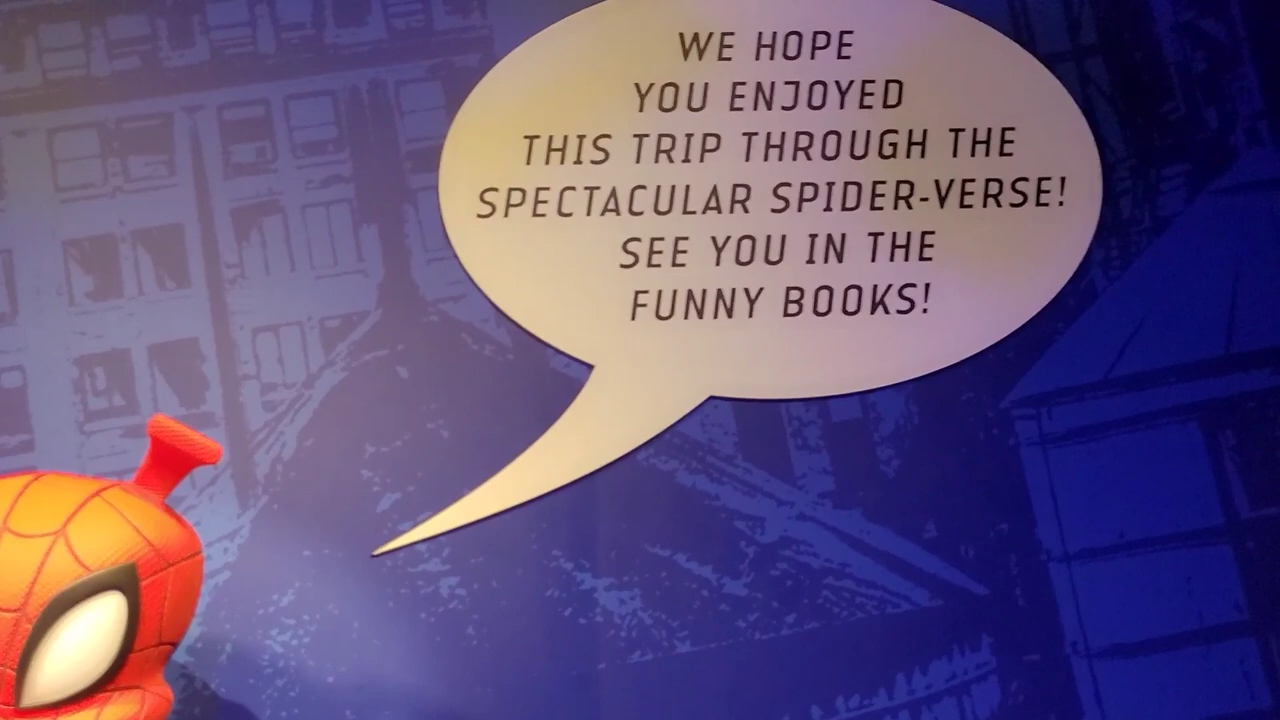 WE HOPE
YOU ENJOYED
THIS TRIP THROUGH THE
SPECTACULAR SPIDER-VERSE!
SEE YOU IN THE
FUNNY BOOKS!